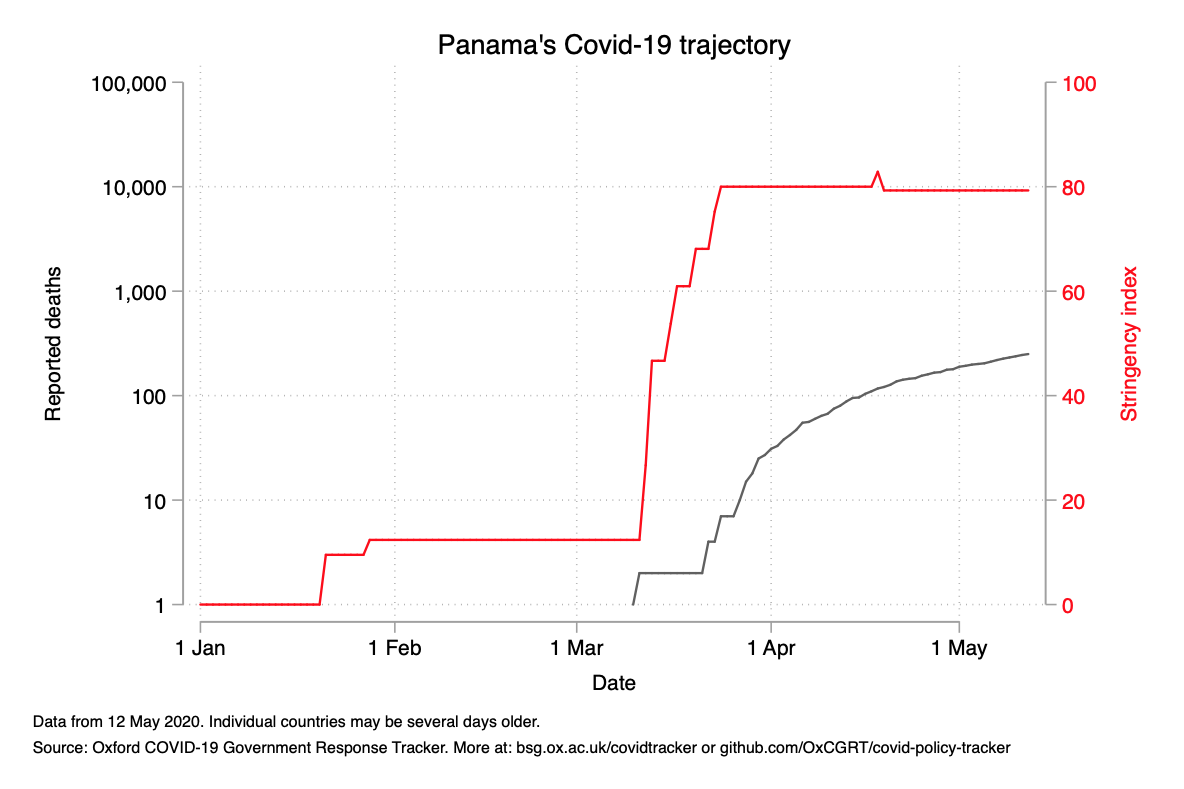 Panama's Covid-19 trajectory
100,000
10,000
1,000
100
10
1
Reported deaths
100
80
60
40
20
0
Stringency index
1 Jan
1 Feb
1 Mar
1 Apr
1 May
Date
Data from 12 May 2020. Individual countries may be several days older.
Source: Oxford COVID-19 Government Response Tracker. More at: bsg.ox.ac.uk/covidtracker or github.com/OxCGRT/covid-policy-tracker